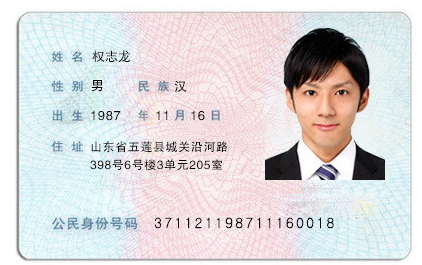 姓 名 权志龙
性 别 男 民 族 汉
出 生 1987 年 11 月 16 日
住 址 山东省五莲县城关沿河路
398号6号楼3单元205室
公民身份号码 371121198711160018